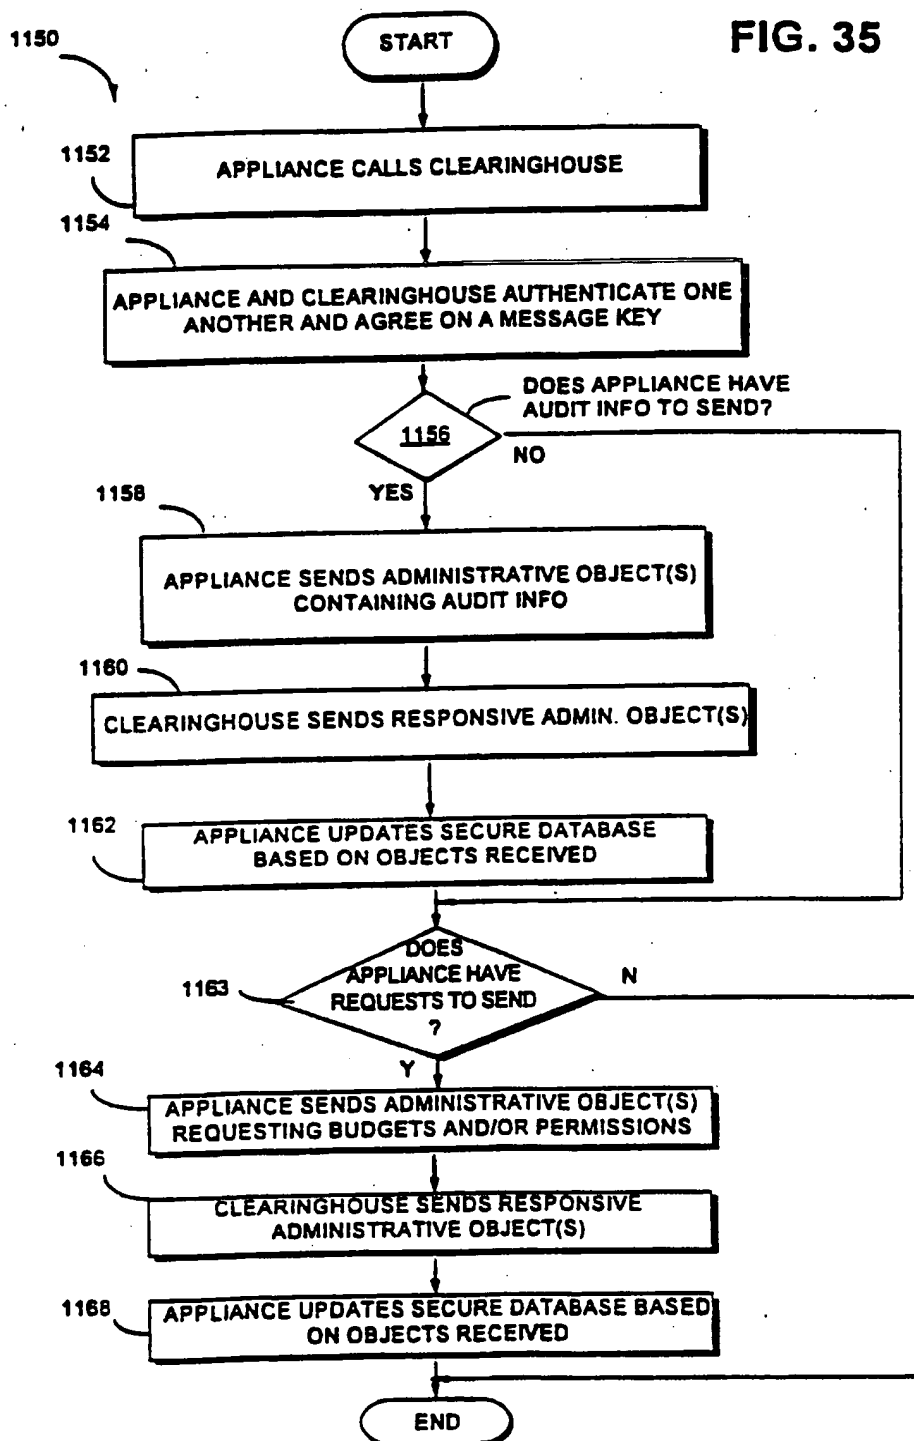 FIG. 35
1150
START
1152
APPLIANCE CALLS CLEARINGHOUSE
1154
APPLIANCE AND CLEARINGHOUSE AUTHENTICATE ONE
ANOTHER AND AGREE ON A MESSAGE KEY
DOES APPLIANCE HAVE
AUDIT INFO TO SEND?
1156
NO
YES
1158
APPLIANCE SENDS ADMINISTRATIVE OBJECT(S)
CONTAINING AUDIT INFO
1160
CLEARINGHOUSE SENDS RESPONSIVE ADMIN. OBJECT(S)
1162
APPLIANCE UPDATES SECURE DATABASE
BASED ON OBJECTS RECEIVED
DOES
APPLIANCE HAVE
REQUESTS TO SEND
?
1163
N
Y
1164
APPLIANCE SENDS ADMINISTRATIVE OBJECT(S)
REQUESTING BUDGETS AND/OR PERMISSIONS
1166
CLEARINGHOUSE SENDS RESPONSIVE
ADMINISTRATIVE OBJECT(S)
1168
APPLIANCE UPDATES SECURE DATABASE BASED
ON OBJECTS RECEIVED
END